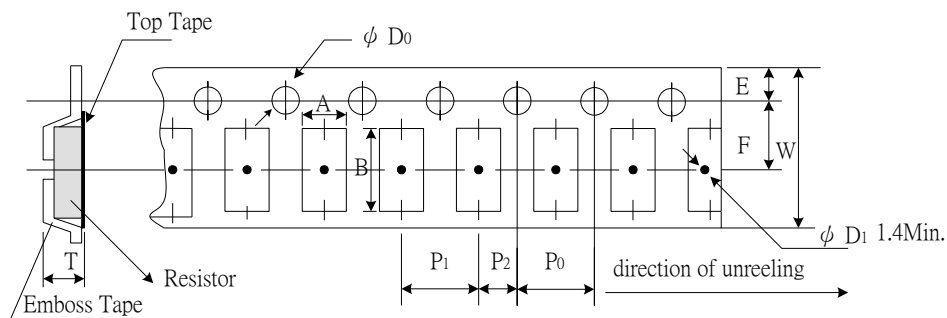 Top Tape
ϕ D0
E
A
F
W
B
ϕ D1 1.4Min.
T
P1
P2
P0
direction of unreeling
Resistor
Emboss Tape